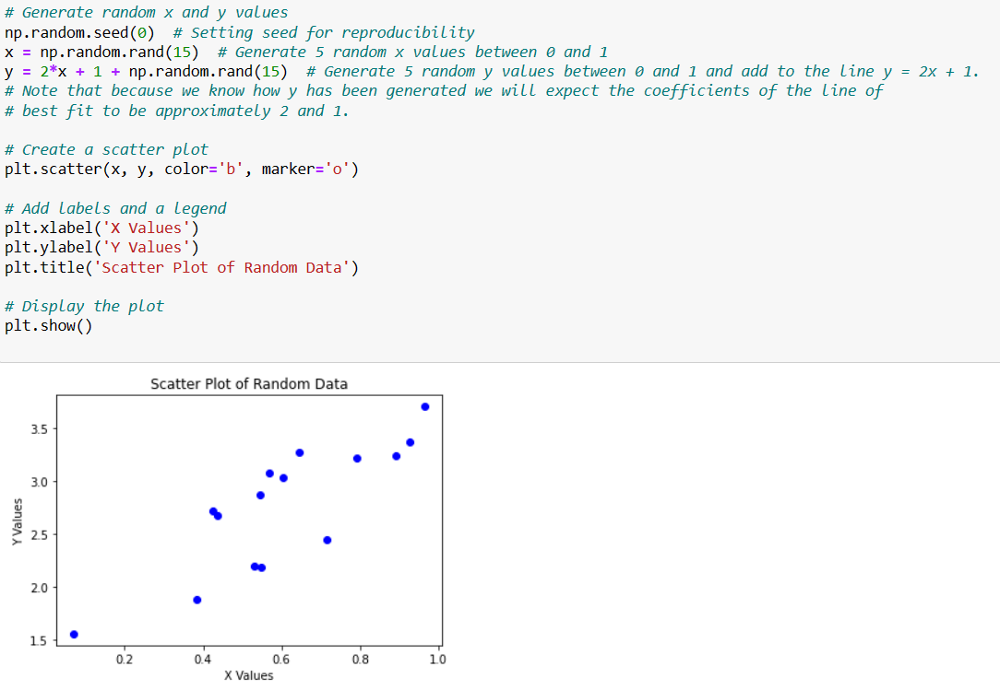 # Generate random x and y values
np.random.seed(0)  # Setting seed for reproducibility
x = np.random.rand(15)  # Generate 5 random x values between 0 and 1
y = 2*x + 1 + np.random.rand(15)  # Generate 5 random y values between 0 and 1 and add to the line y = 2x + 1.
# Note that because we know how y has been generated we will expect the coefficients of the line of
# best fit to be approximately 2 and 1.
# Create a scatter plot
plt.scatter(x, y, color='b', marker='o')
# Add labels and a legend
plt.xlabel('X Values')
plt.ylabel('Y Values')
plt.title('Scatter Plot of Random Data')
# Display the plot
plt.show()
Scatter Plot of Random Data
3.5
3.0
2.5
2.0
1.5
Y Values
0.2 0.4 0.6 0.8 1.0
X Values